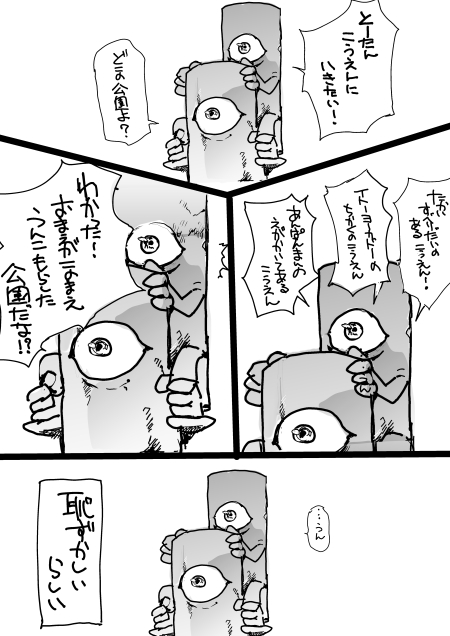 とーたん
こうえんに
いきたい!
どこの
公園よ?
でかい
すべりだいの
あるこうえん!
イトーヨーカドーの
ちかくのこうえん
あんぱんまんの
えがかいてある
こうえん
わかった!
おまえがこのまえ
うんこもらした
公園だな!?
…うん
恥ずかしい
らしい